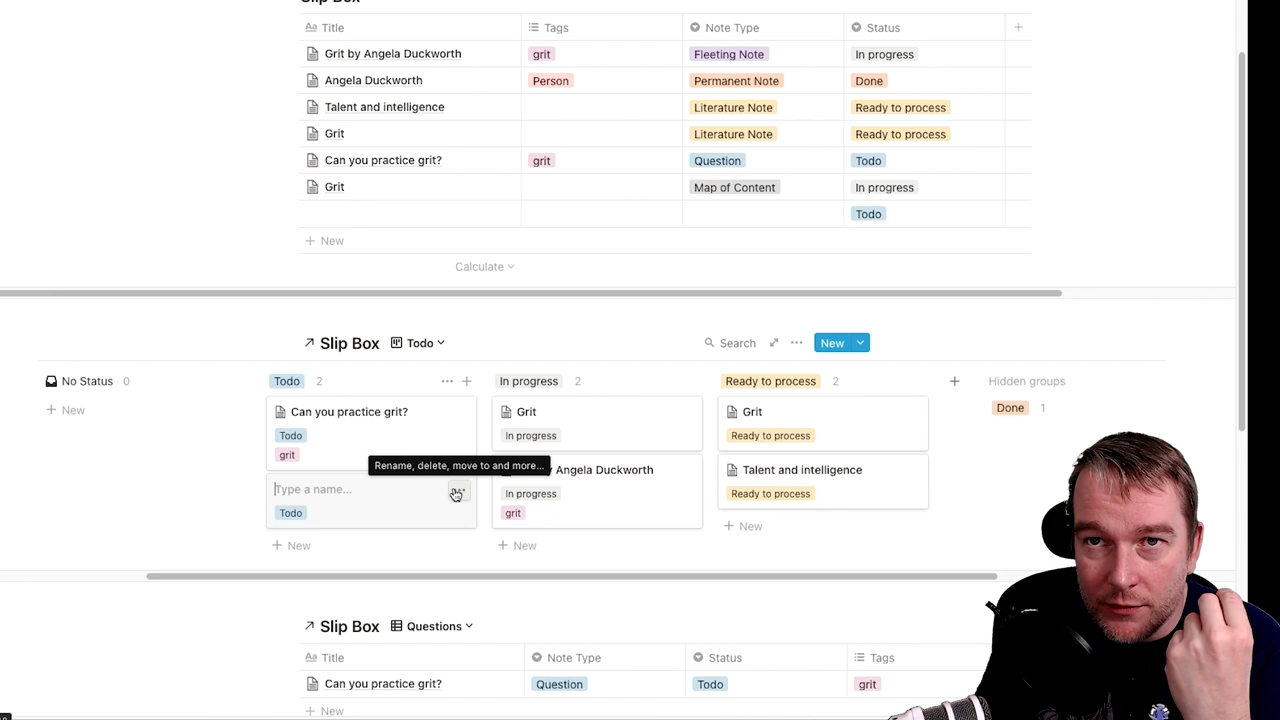 Slip Box
Aa Title Tags Note Type Status
Grit by Angela Duckworth grit Fleeting Note In progress
Angela Duckworth Person Permanent Note Done
Talent and intelligence Literature Note Ready to process
Grit Literature Note Ready to process
Can you practice grit? grit Question Todo
Grit Map of Content In progress
Todo
+ New
Calculate
Slip Box Todo Search ... New
No Status 0 Todo 2 ... + In progress 2 Ready to process 2 + Hidden groups
+ New Can you practice grit? Grit Grit Done 1
Todo In progress Ready to process
grit
Rename, delete, move to and more...
Angela Duckworth Talent and intelligence
Type a name... In progress Ready to process
Todo grit
+ New + New + New
Slip Box Questions
Aa Title Note Type Status Tags
Can you practice grit? Question Todo grit
+ New